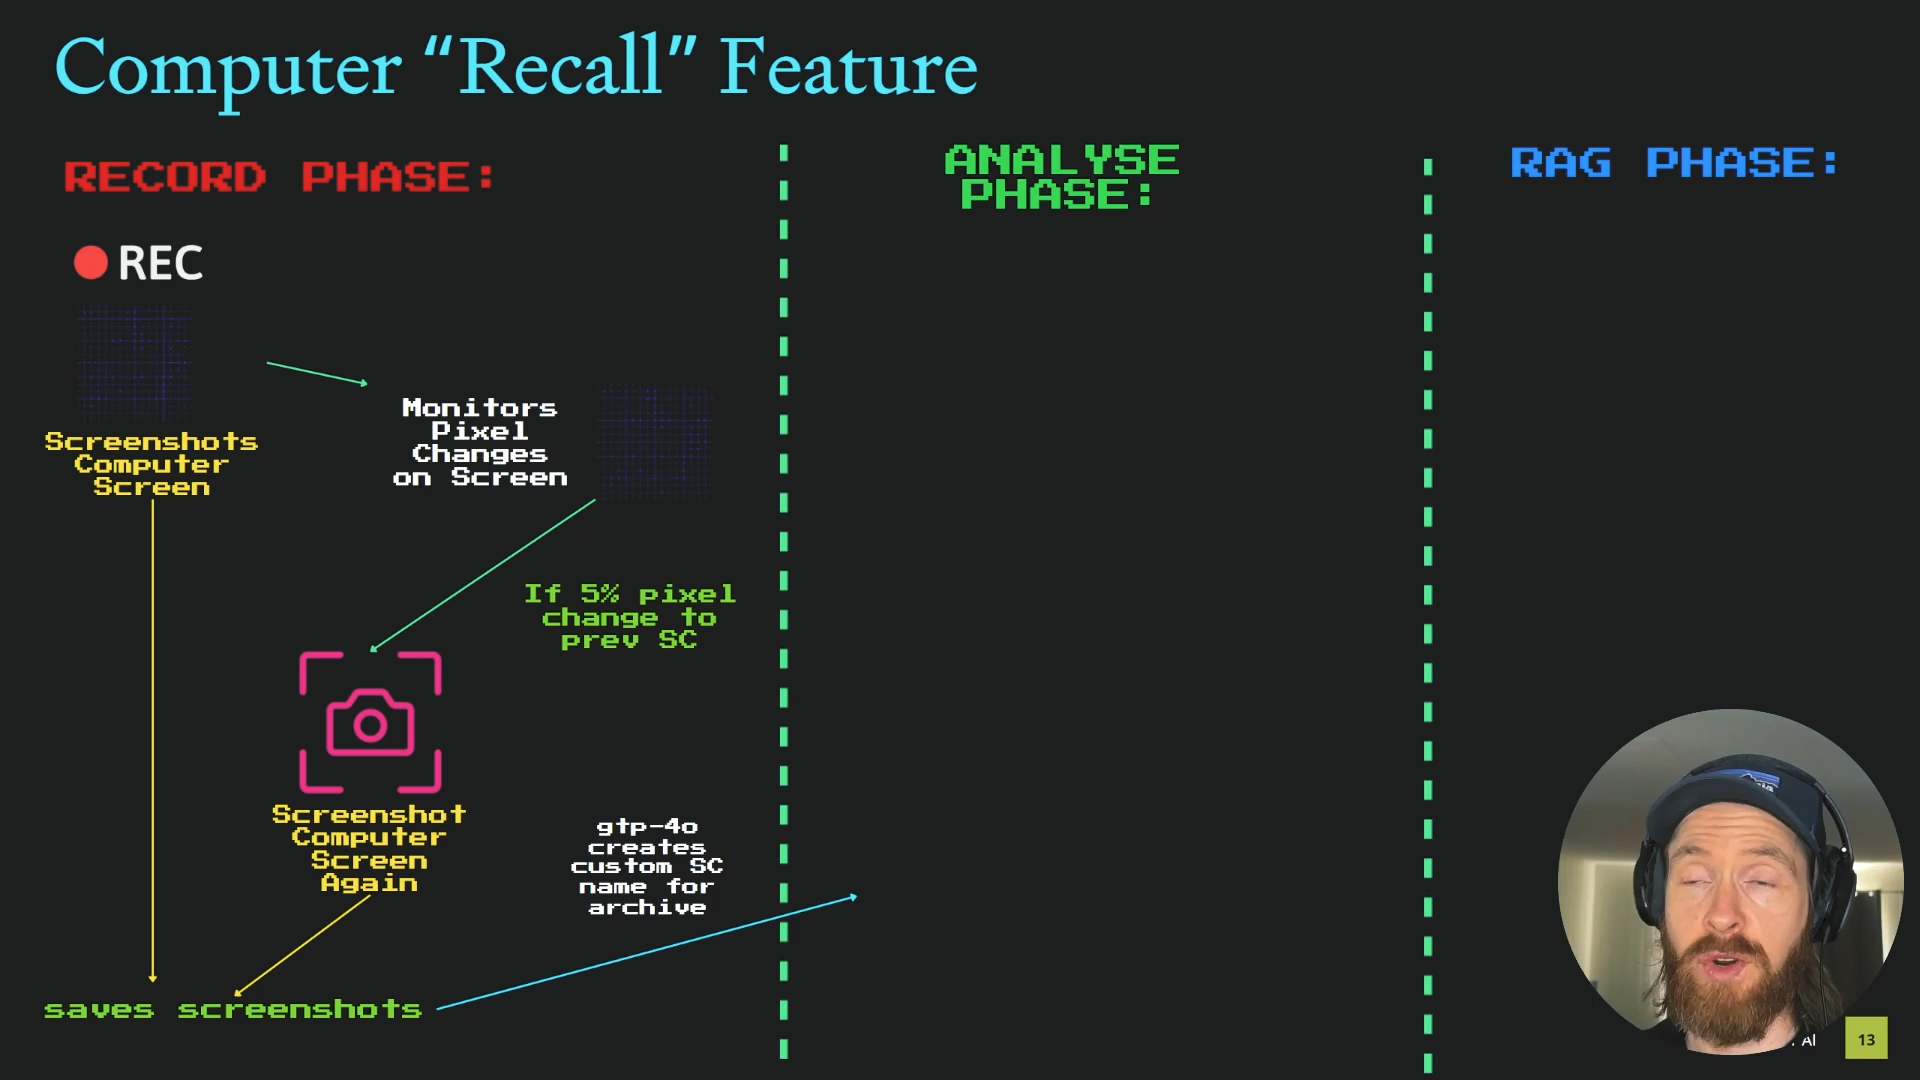 Computer “Recall” Feature
RECORD PHASE:
REC
Screenshots
Computer
Screen
Monitors
Pixel
Changes
on Screen
If 5% pixel
change to
prev SC
Screenshot
Computer
Screen
Again
gtp-4o
creates
custom SC
name for
archive
saves screenshots
ANALYSE
PHASE:
RAG PHASE:
AI
13